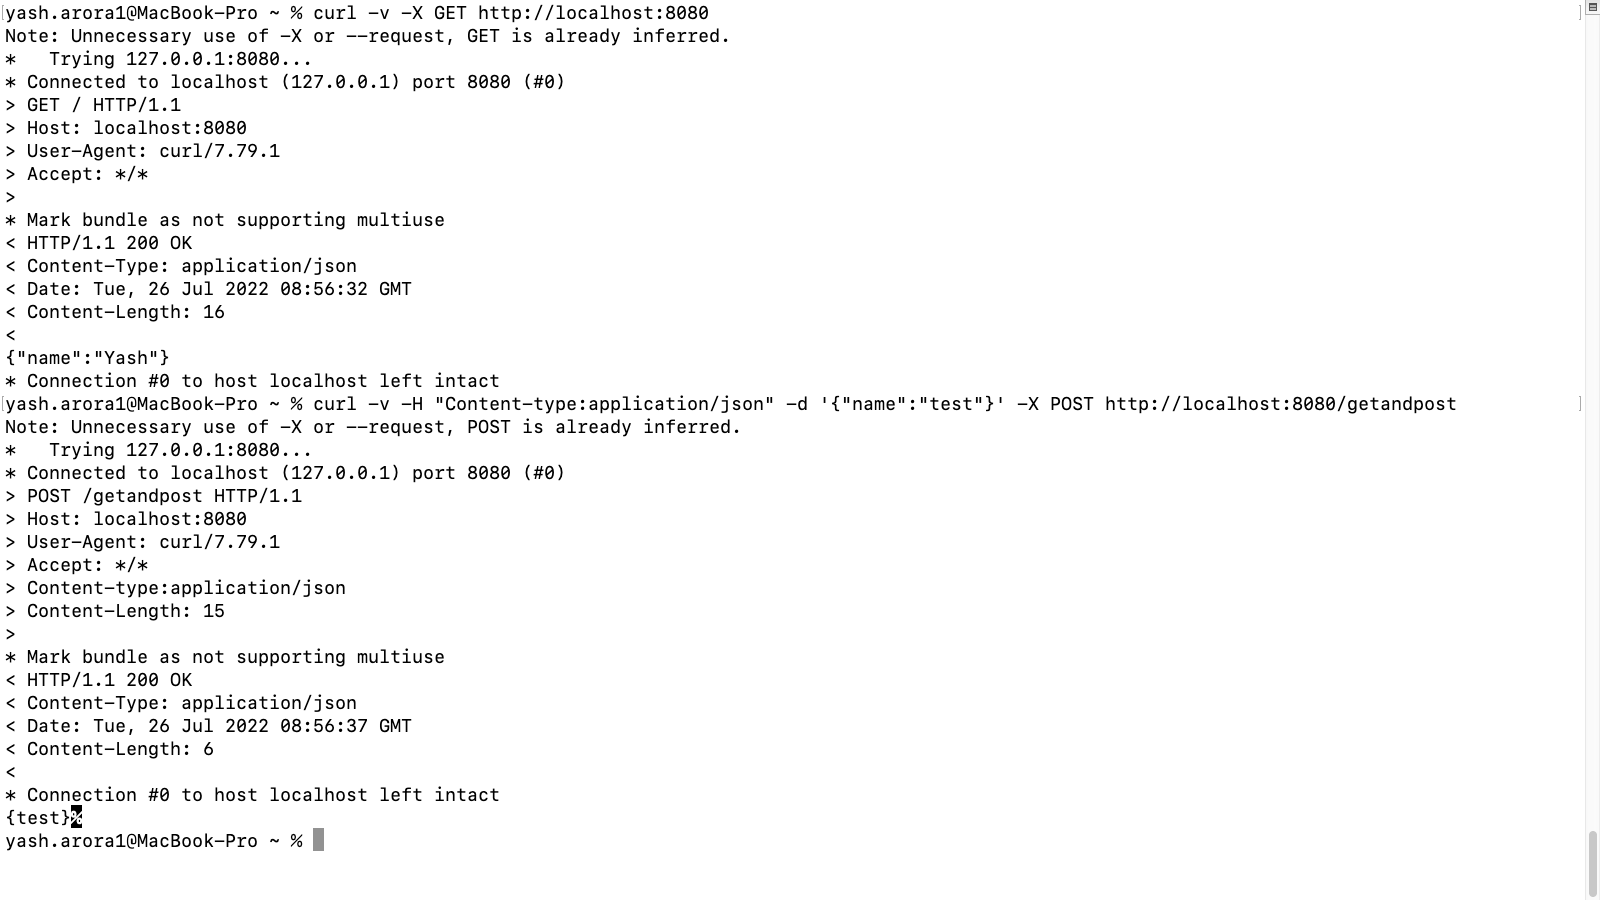 yash.arora1@MacBook-Pro ~ % curl -v -X GET http://localhost:8080
Note: Unnecessary use of -X or --request, GET is already inferred.
*   Trying 127.0.0.1:8080...
* Connected to localhost (127.0.0.1) port 8080 (#0)
> GET / HTTP/1.1
> Host: localhost:8080
> User-Agent: curl/7.79.1
> Accept: */*
>
* Mark bundle as not supporting multiuse
< HTTP/1.1 200 OK
< Content-Type: application/json
< Date: Tue, 26 Jul 2022 08:56:32 GMT
< Content-Length: 16
<
{"name":"Yash"}
* Connection #0 to host localhost left intact
yash.arora1@MacBook-Pro ~ % curl -v -H "Content-type:application/json" -d '{"name":"test"}' -X POST http://localhost:8080/getandpost
Note: Unnecessary use of -X or --request, POST is already inferred.
*   Trying 127.0.0.1:8080...
* Connected to localhost (127.0.0.1) port 8080 (#0)
> POST /getandpost HTTP/1.1
> Host: localhost:8080
> User-Agent: curl/7.79.1
> Accept: */*
> Content-type:application/json
> Content-Length: 15
>
* Mark bundle as not supporting multiuse
< HTTP/1.1 200 OK
< Content-Type: application/json
< Date: Tue, 26 Jul 2022 08:56:37 GMT
< Content-Length: 6
<
* Connection #0 to host localhost left intact
{test}%
yash.arora1@MacBook-Pro ~ %